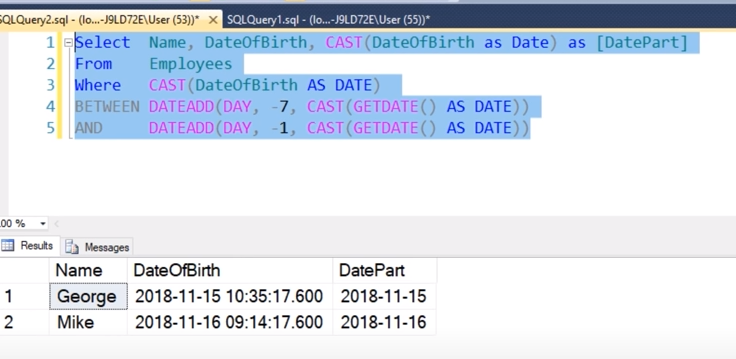 SQLQuery2.sql - (lo...-J9LD72E\User (53))* SQLQuery1.sql - (lo...-J9LD72E\User (55))*
1 Select Name, DateOfBirth, CAST(DateOfBirth as Date) as [DatePart]
2 From Employees
3 Where CAST(DateOfBirth AS DATE)
4 BETWEEN DATEADD(DAY, -7, CAST(GETDATE() AS DATE))
5 AND DATEADD(DAY, -1, CAST(GETDATE() AS DATE))
00 %
Results Messages
Name DateOfBirth DatePart
1 George 2018-11-15 10:35:17.600 2018-11-15
2 Mike 2018-11-16 09:14:17.600 2018-11-16